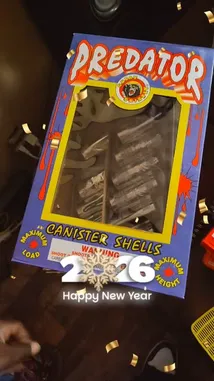 PREDATOR
CANISTER SHELLS
MAXIMUM
LOAD
WARNING
MAXIMUM
HEIGHT
2026
Happy New Year